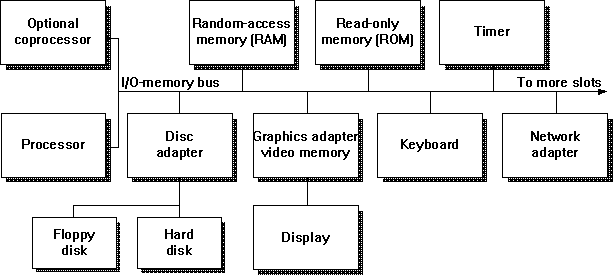 Optional
coprocessor
Random-access
memory (RAM)
Read-only
memory (ROM)
Timer
I/O-memory bus
To more slots
Processor
Disc
adapter
Graphics adapter
video memory
Keyboard
Network
adapter
Floppy
disk
Hard
disk
Display